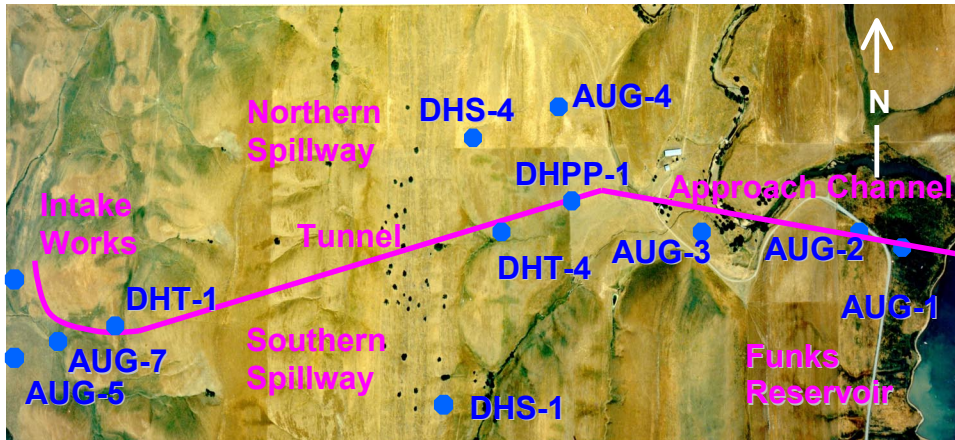 AUG-4
DHS-4
Northern
Spillway
N
DHPP-1
Approach Channel
Intake
Works
Tunnel
DHT-4
AUG-3
AUG-2
DHT-1
AUG-1
AUG-7
AUG-5
Southern
Spillway
Funks
Reservoir
DHS-1